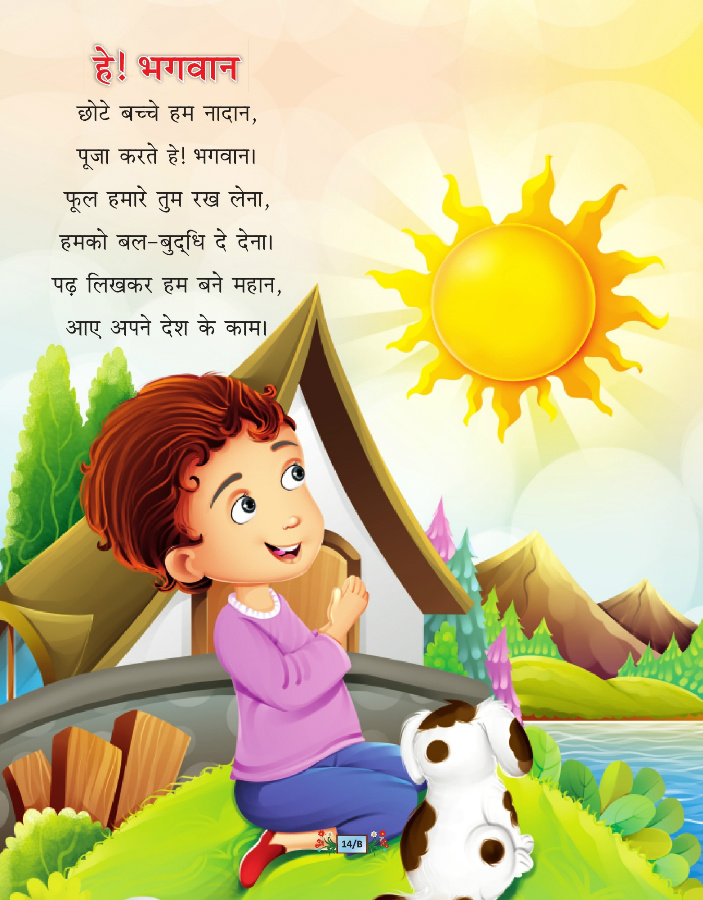 हे! भगवान
छोटे बच्चे हम नादान,
पूजा करते हे! भगवान।
फूल हमारे तुम रख लेना,
हमको बल-बुद्‌धि दे देना।
पढ़ लिखकर हम बने महान,
आए अपने देश के काम।
14/B